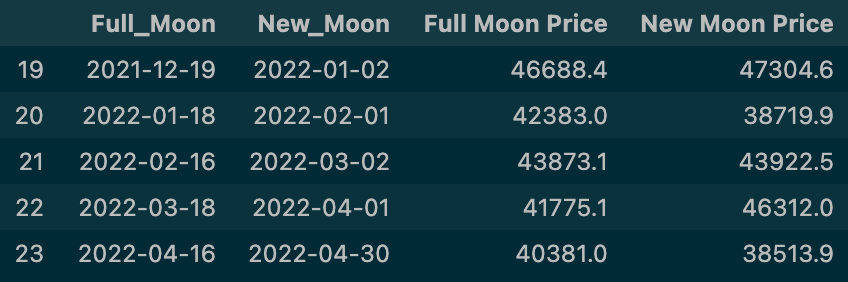 Full_Moon New_Moon Full Moon Price New Moon Price
19 2021-12-19 2022-01-02 46688.4 47304.6
20 2022-01-18 2022-02-01 42383.0 38719.9
21 2022-02-16 2022-03-02 43873.1 43922.5
22 2022-03-18 2022-04-01 41775.1 46312.0
23 2022-04-16 2022-04-30 40381.0 38513.9